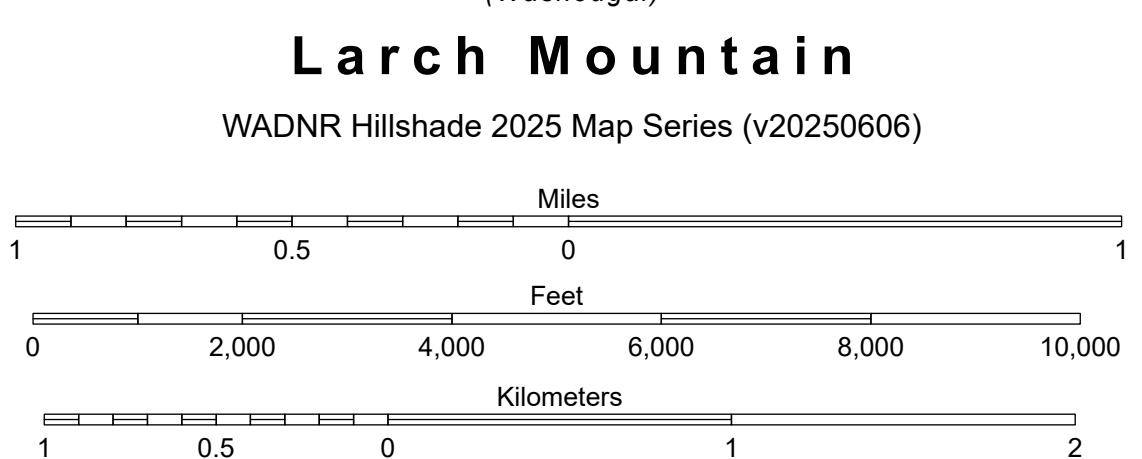 (Washougal)
Larch Mountain
WADNR Hillshade 2025 Map Series (v20250606)
Miles
1 0.5 0 1
Feet
0 2,000 4,000 6,000 8,000 10,000
Kilometers
1 0.5 0 1 2